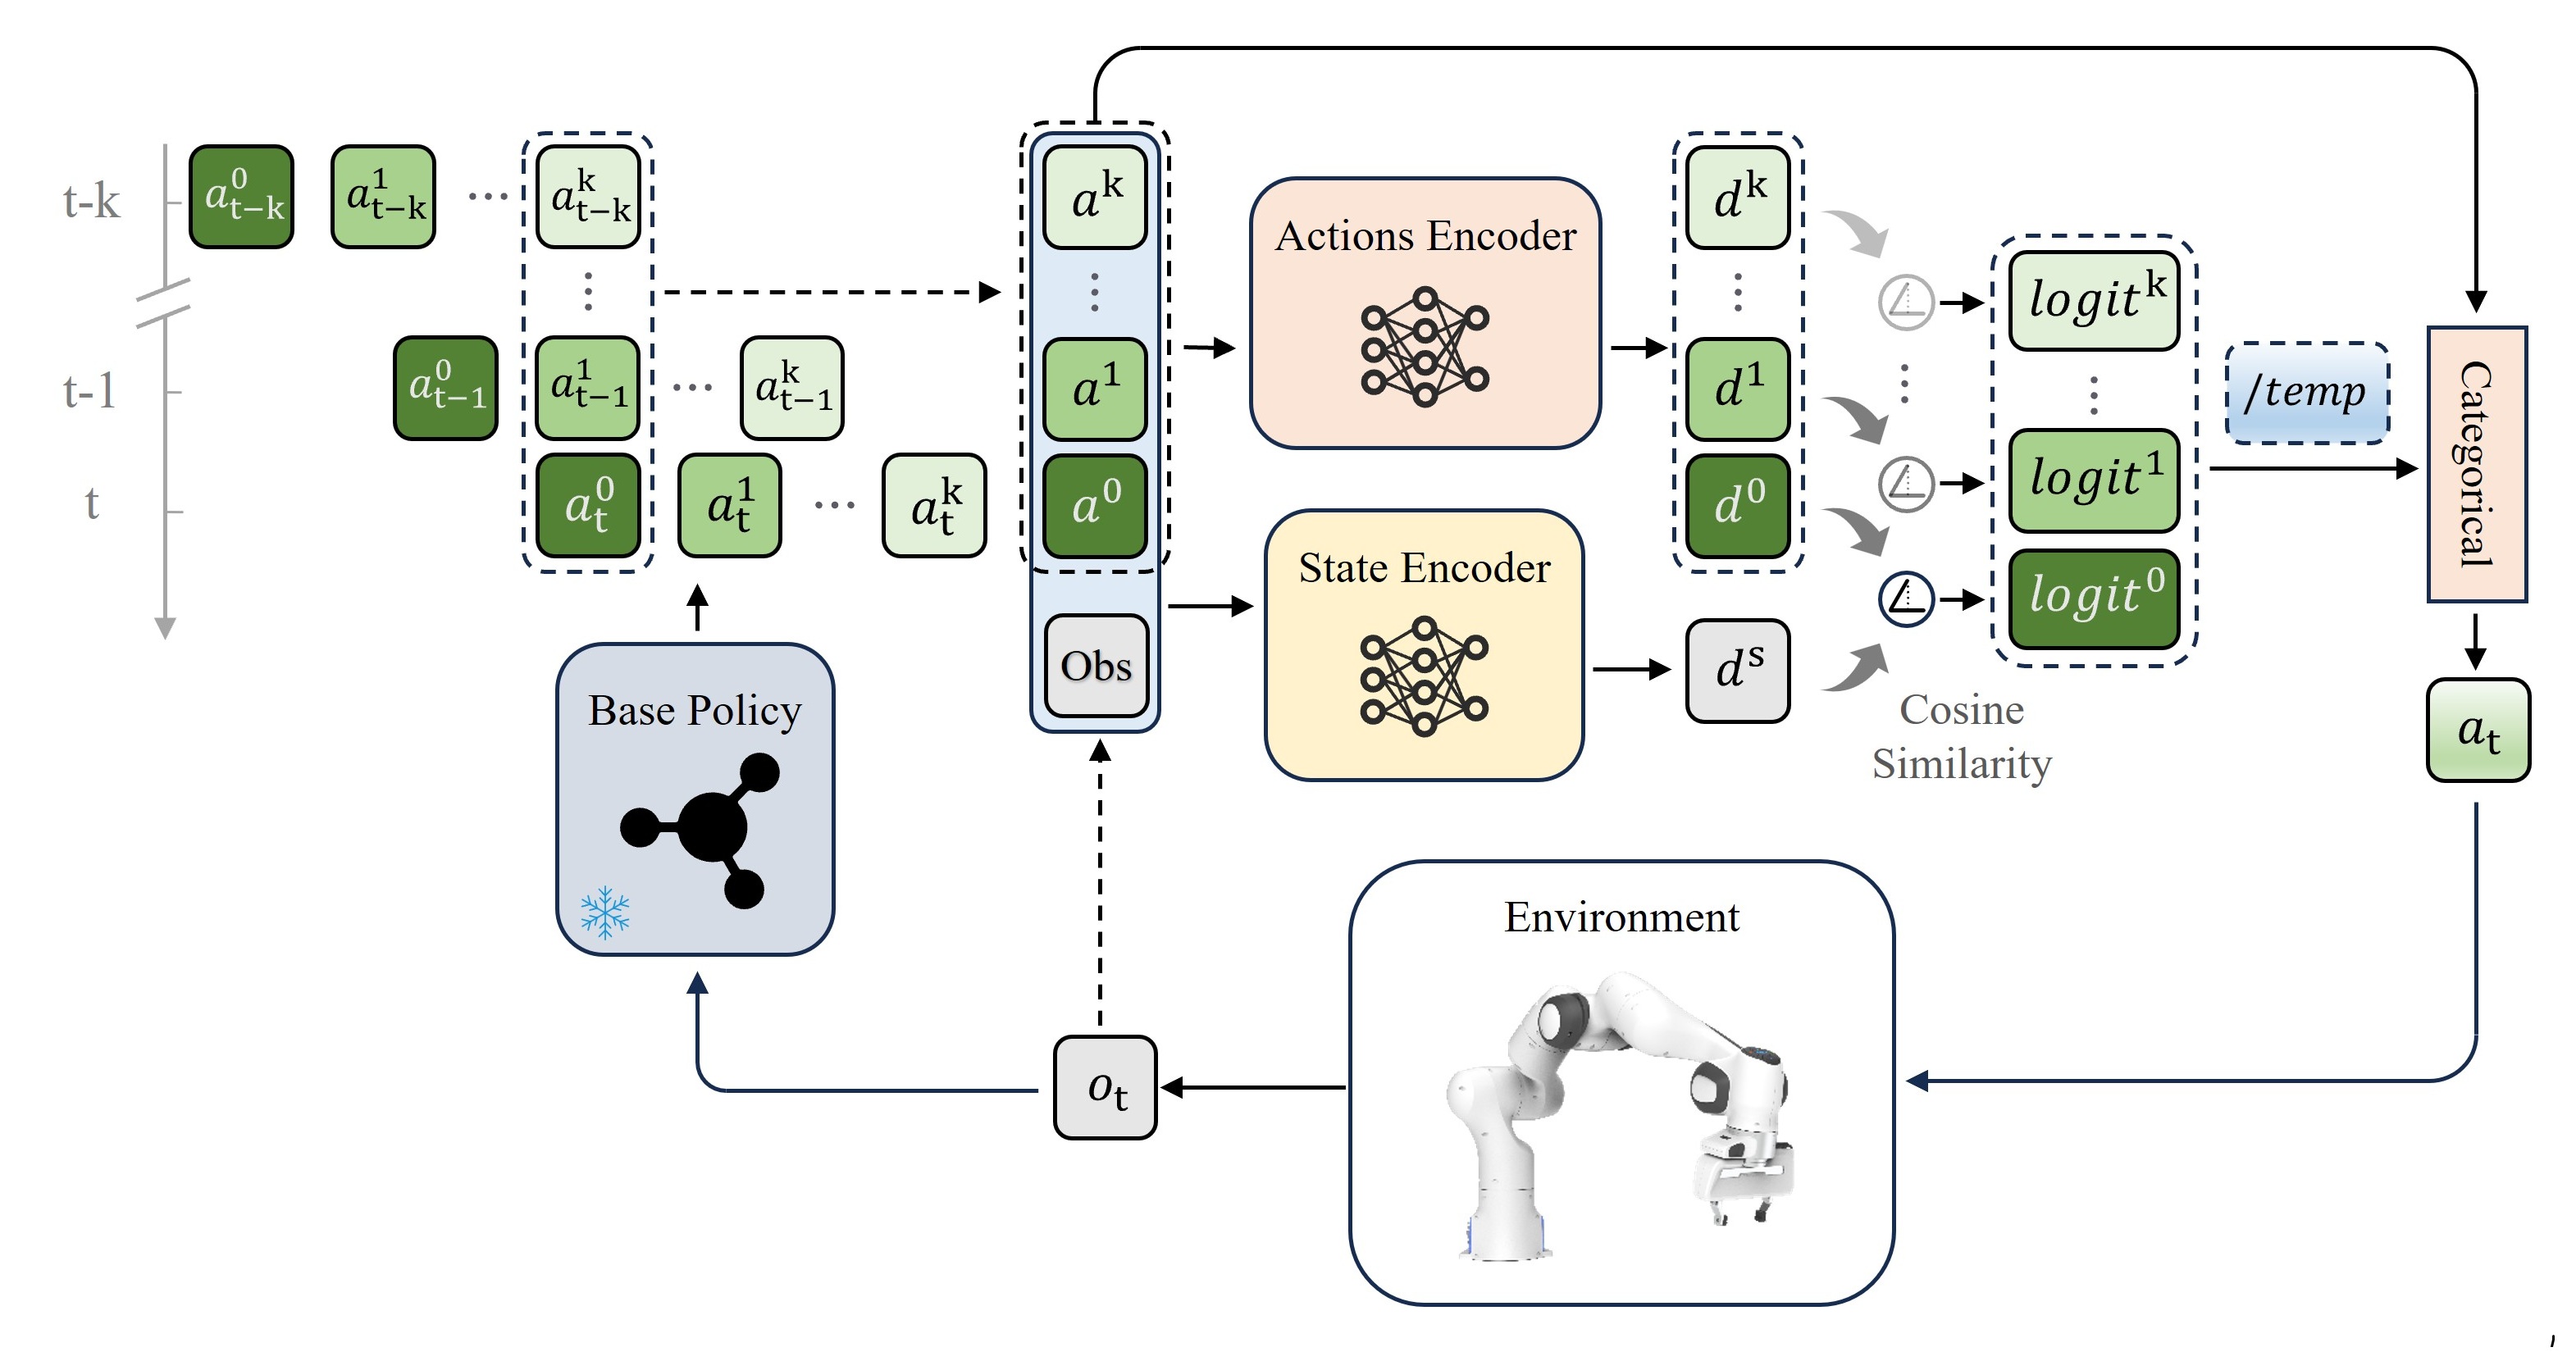 t-k
a^0_{t-k}
a^1_{t-k}
...
a^k_{t-k}
t-1
a^0_{t-1}
a^1_{t-1}
...
a^k_{t-1}
t
a^0_t
a^1_t
...
a^k_t
Base Policy
a^k
a^1
a^0
Obs
Actions Encoder
State Encoder
d^k
d^1
d^0
d^s
Cosine
Similarity
logit^k
logit^1
logit^0
/temp
Categorical
a_t
Environment
o_t